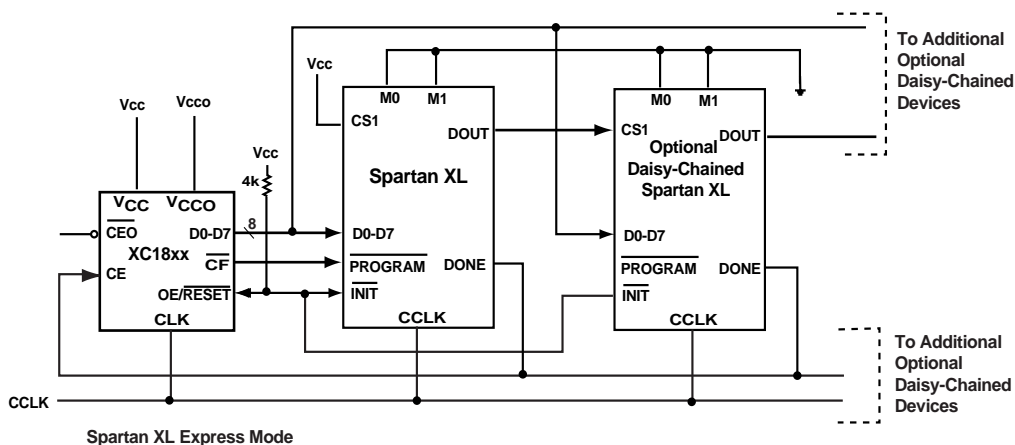 To Additional
Optional
Daisy-Chained
Devices
Vcc
M0 M1
M0 M1
CS1
DOUT
CS1
DOUT
Optional
Daisy-Chained
Spartan XL
Vcc
Vcco
Vcc
4k
Spartan XL
VCC VCCO
8
CEO
D0-D7
D0-D7
D0-D7
XC18xx
CF
PROGRAM
DONE
PROGRAM
DONE
CE
OE/RESET
INIT
INIT
CLK
CCLK
CCLK
To Additional
Optional
Daisy-Chained
Devices
CCLK
Spartan XL Express Mode